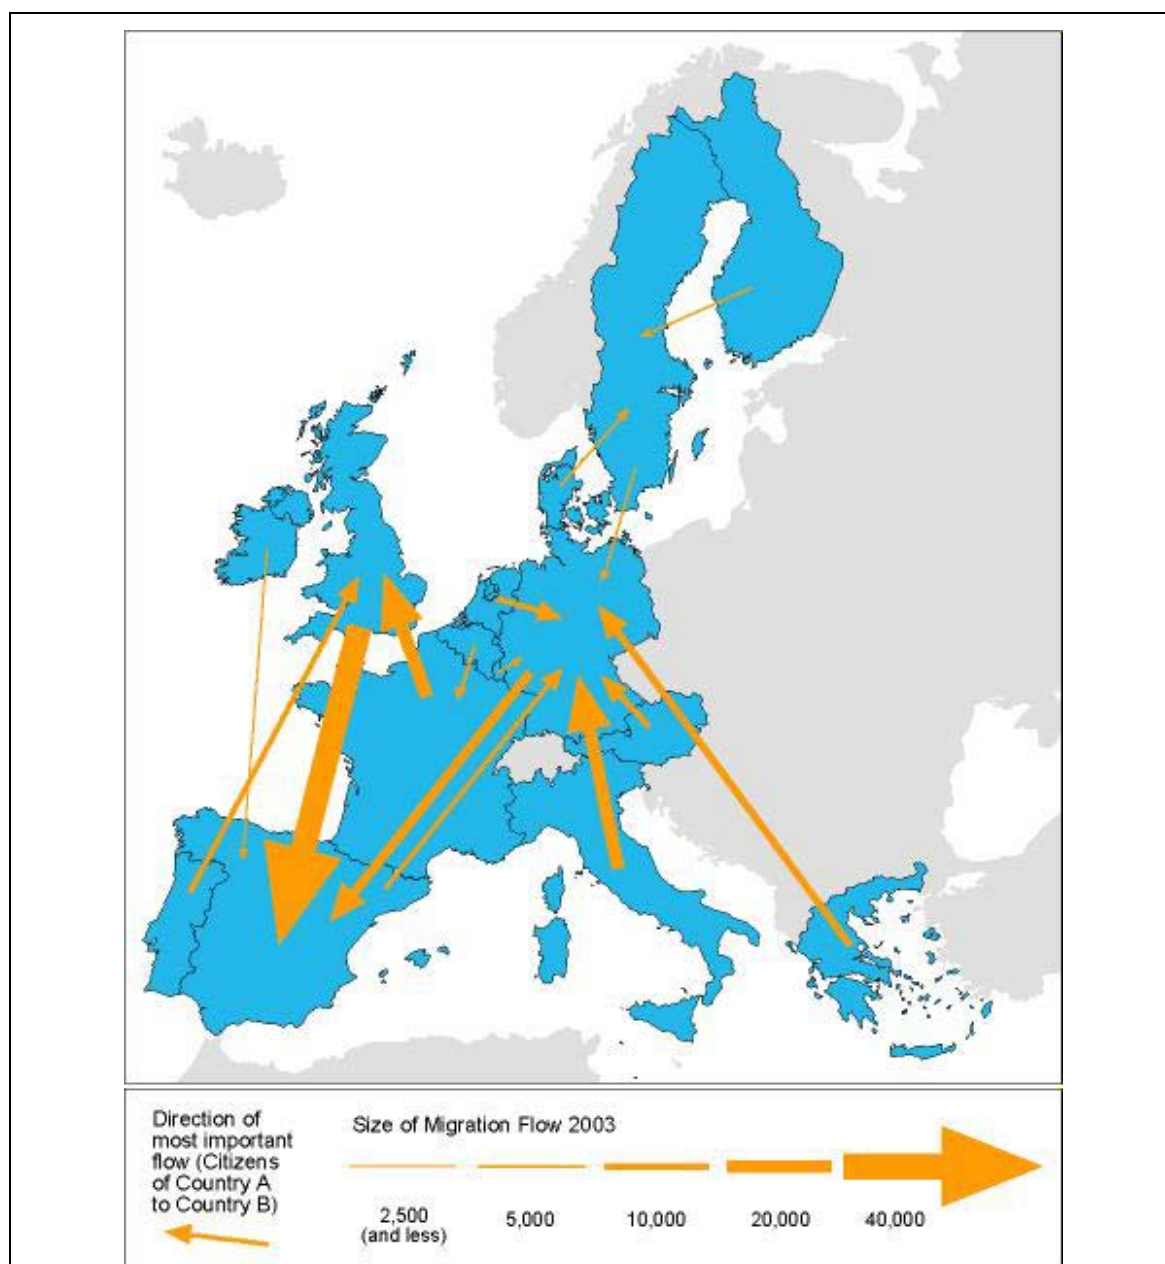 Direction of
most important
flow (Citizens
of Country A
to Country B)
Size of Migration Flow 2003
2,500
(and less)
5,000
10,000
20,000
40,000